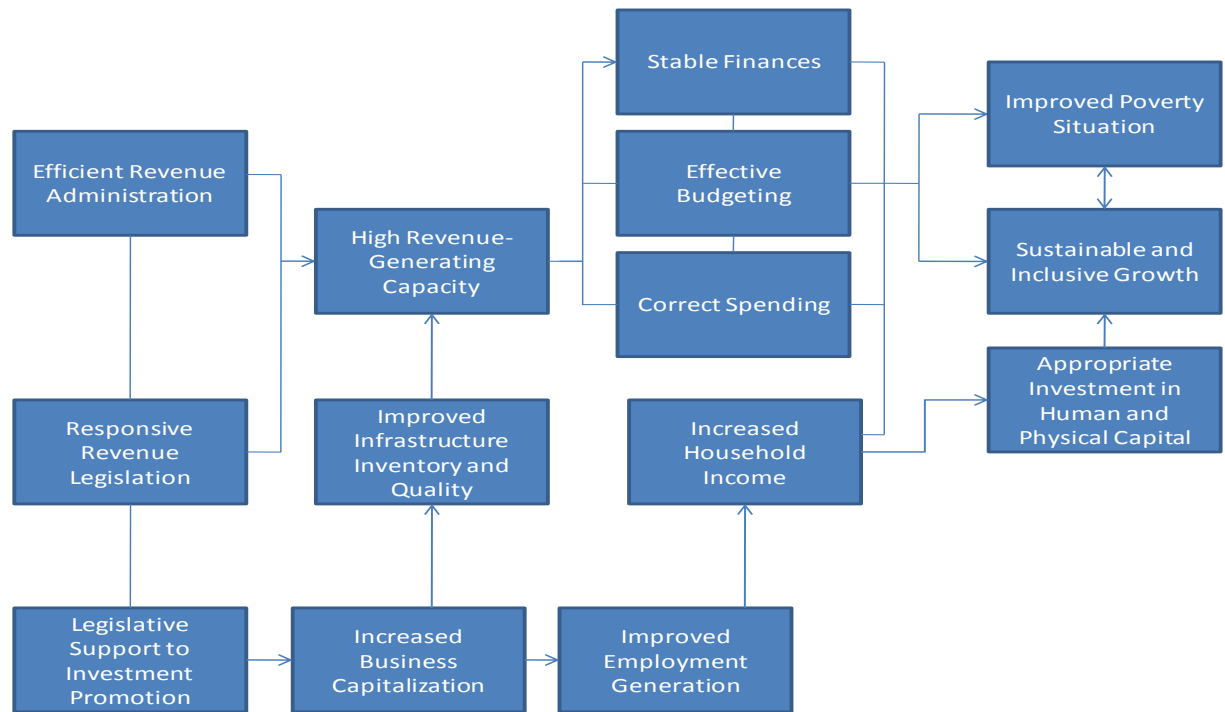 Stable Finances
Improved Poverty
Situation
Efficient Revenue
Administration
Effective
Budgeting
High Revenue-
Generating
Capacity
Sustainable and
Inclusive Growth
Correct Spending
Responsive
Revenue
Legislation
Improved
Infrastructure
Inventory and
Quality
Increased
Household
Income
Appropriate
Investment in
Human and
Physical Capital
Legislative
Support to
Investment
Promotion
Increased
Business
Capitalization
Improved
Employment
Generation